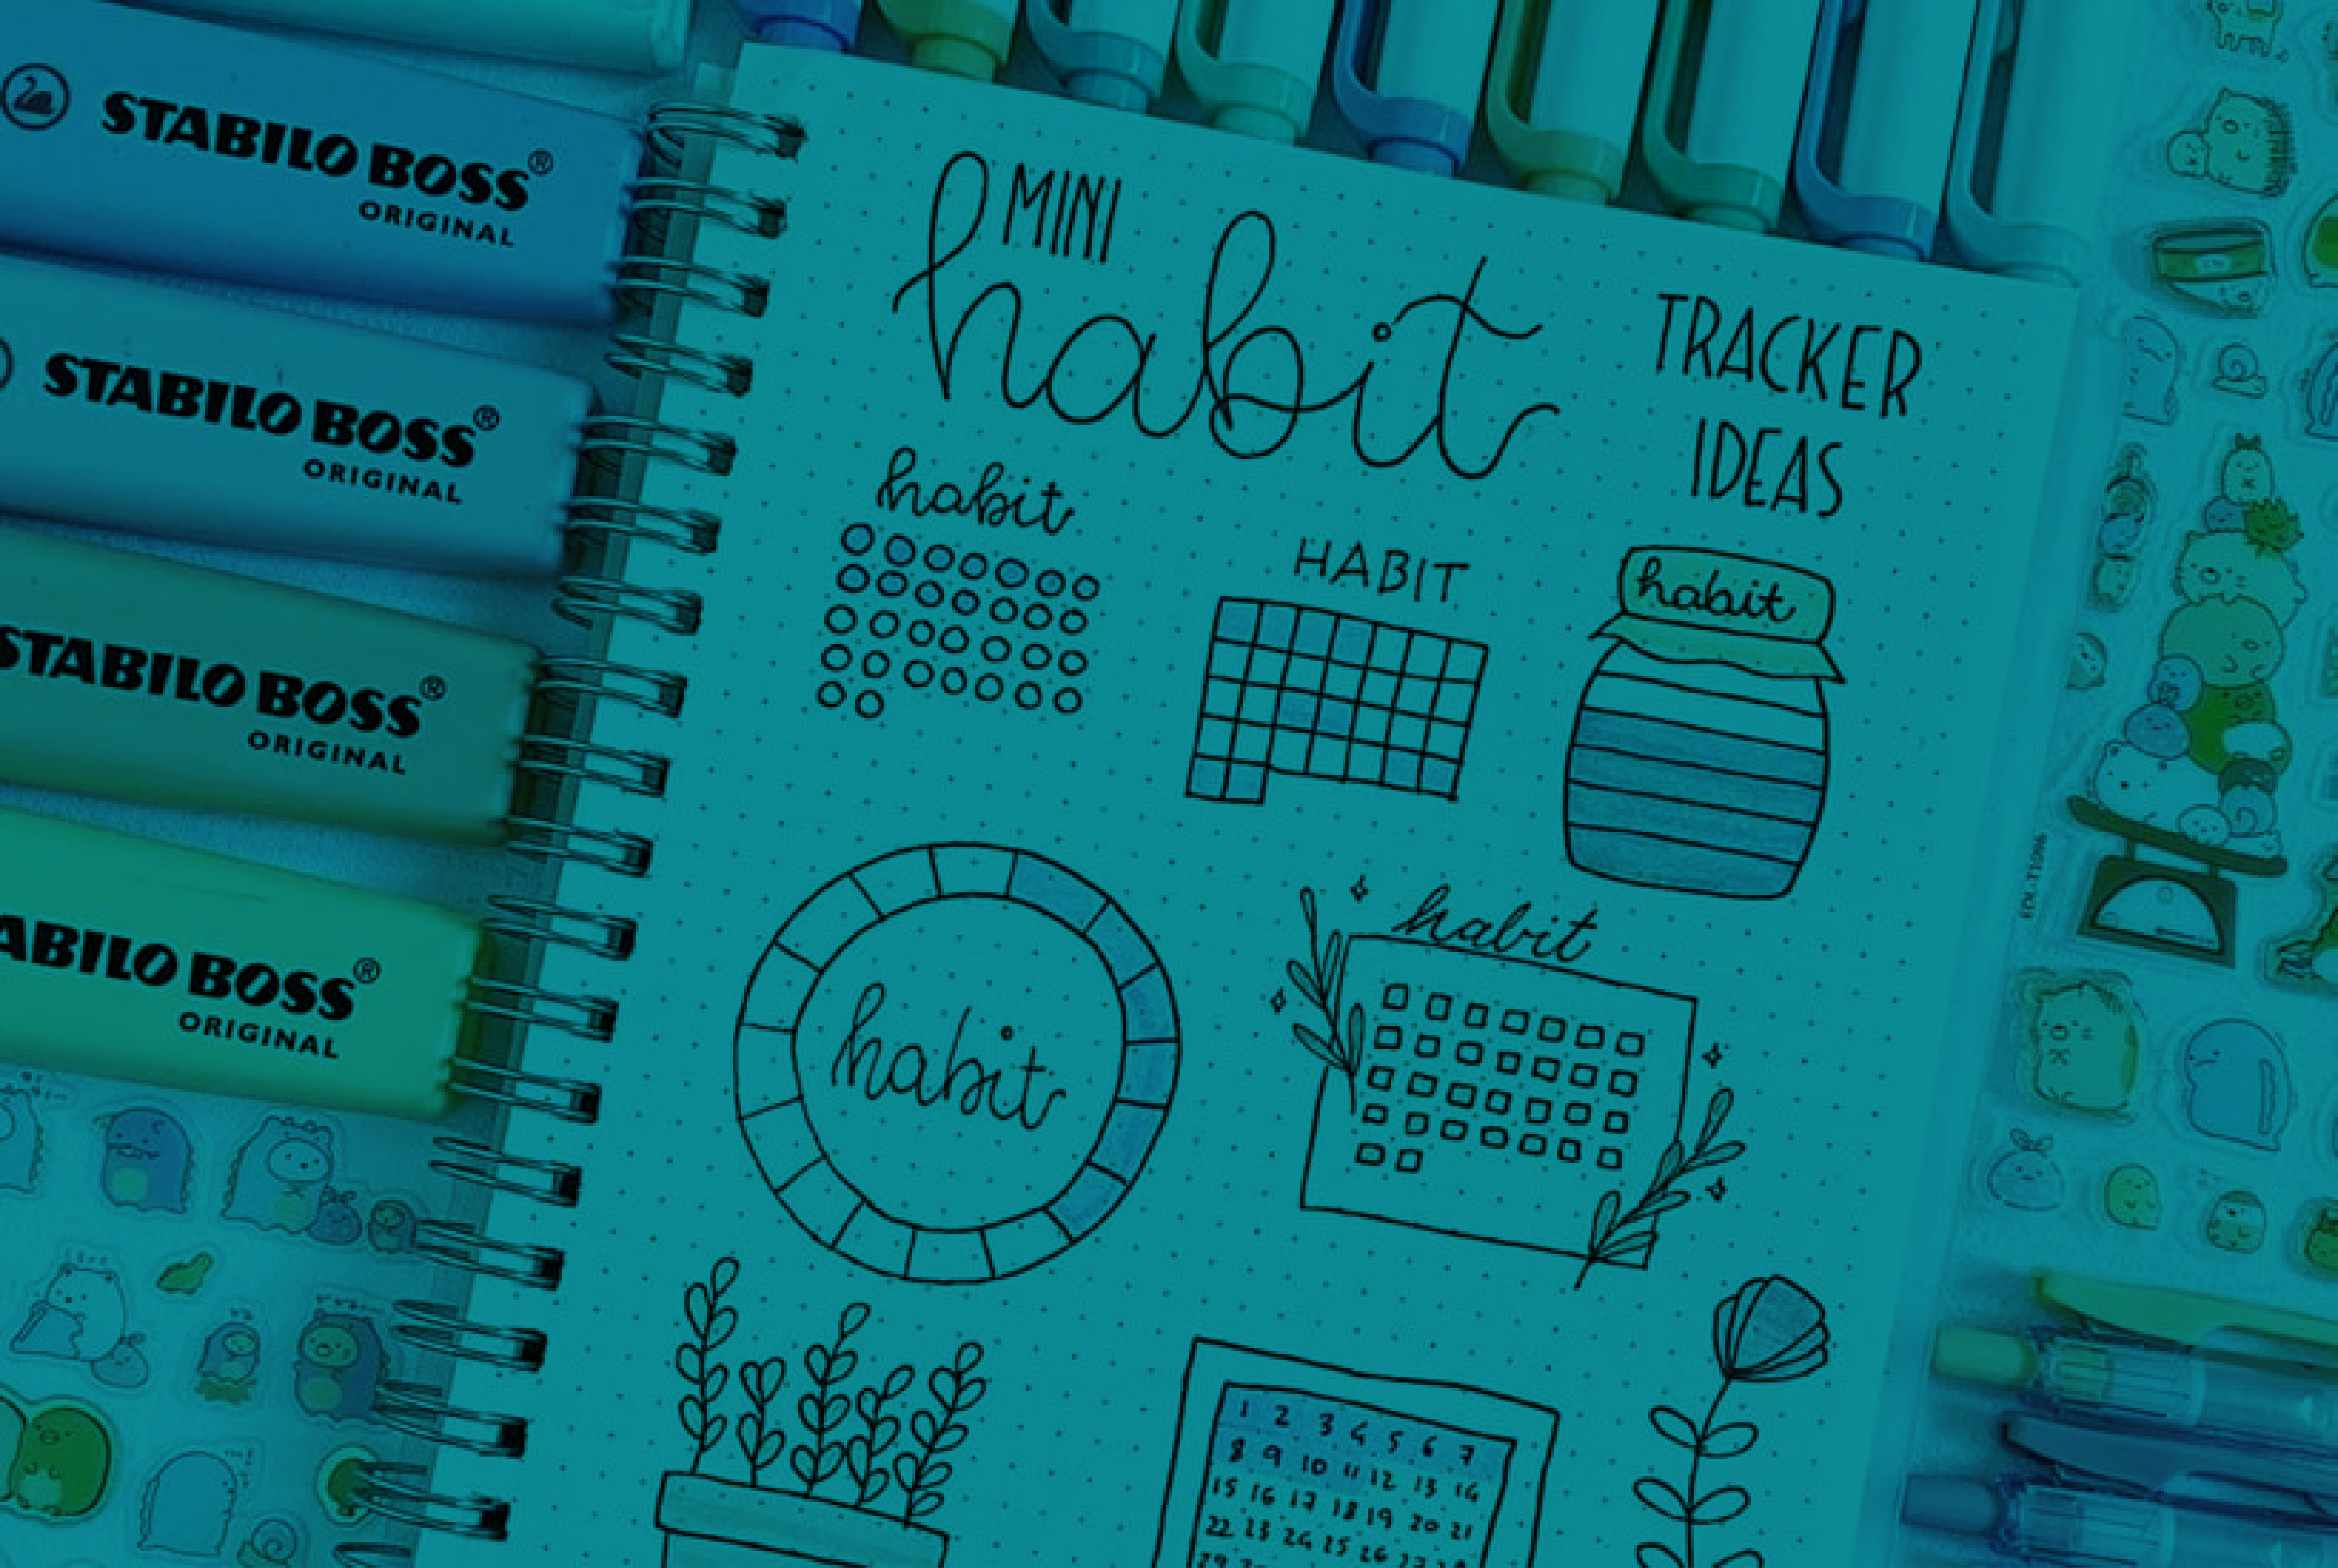 STABILO BOSS®
ORIGINAL
STABILO BOSS®
ORIGINAL
STABILO BOSS®
ORIGINAL
ABILO BOSS®
ORIGINAL
MINI
habit
TRACKER
IDEAS
habit
HABIT
habit
habit
habit
1 2 3 4 5 6 7
8 9 10 11 12 13 14
15 16 17 18 19 20 21
22 23 24 25 26 27 28